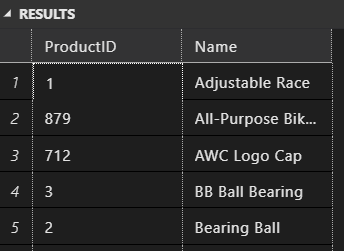 RESULTS
ProductID Name
1 1 Adjustable Race
2 879 All-Purpose Bik...
3 712 AWC Logo Cap
4 3 BB Ball Bearing
5 2 Bearing Ball